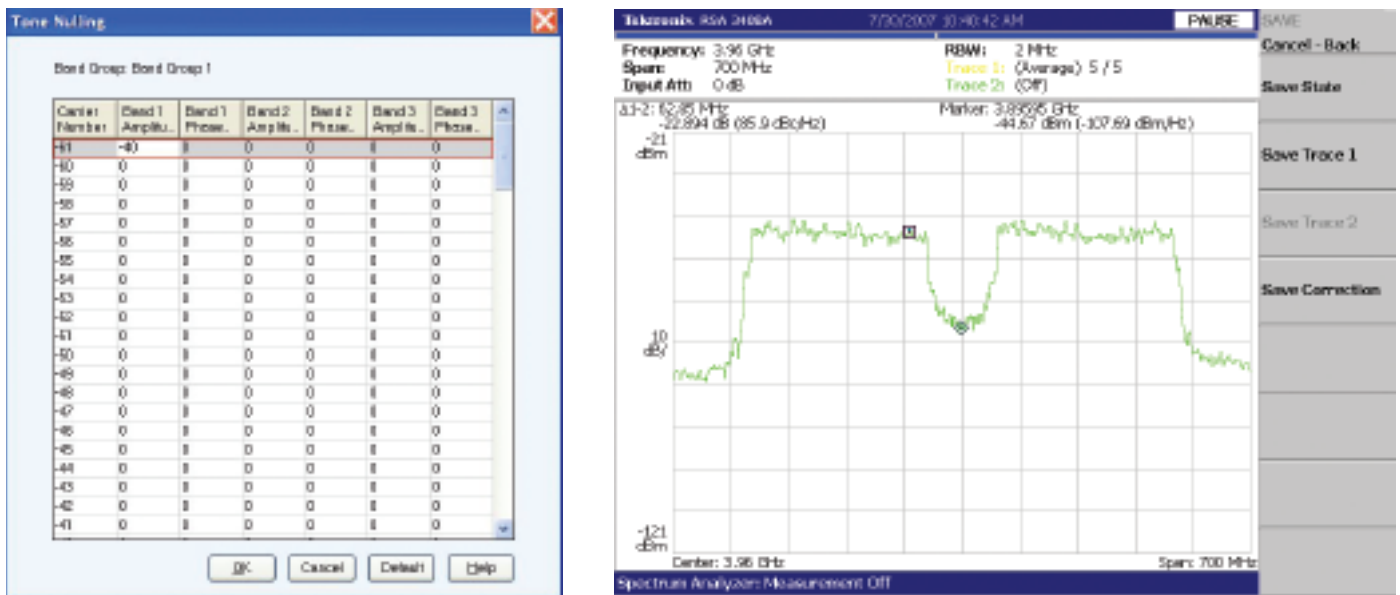 Tone Nulling
Band Group: Band Group 1
Carrier Number Band 1 Amplitu... Band 1 Phase... Band 2 Amplitu... Band 2 Phase... Band 3 Amplitu... Band 3 Phase...
-61 -40 0 0 0 0 0
-60 0 0 0 0 0 0
-59 0 0 0 0 0 0
-58 0 0 0 0 0 0
-57 0 0 0 0 0 0
-56 0 0 0 0 0 0
-55 0 0 0 0 0 0
-54 0 0 0 0 0 0
-53 0 0 0 0 0 0
-52 0 0 0 0 0 0
-51 0 0 0 0 0 0
-50 0 0 0 0 0 0
-49 0 0 0 0 0 0
-48 0 0 0 0 0 0
-47 0 0 0 0 0 0
-46 0 0 0 0 0 0
-45 0 0 0 0 0 0
-44 0 0 0 0 0 0
-43 0 0 0 0 0 0
-42 0 0 0 0 0 0
-41 0 0 0 0 0 0
OK Cancel Default Help
Tektronix RSA 3408A 7/30/2007 10:40:42 AM PAUSE
Frequency: 3.96 GHz RBW: 2 MHz
Span: 700 MHz Trace 1: (Average) 5 / 5
Input Att: 0 dB Trace 2: (Off)
Δ1-2: 62.85 MHz Marker: 3.89595 GHz
-22.894 dB (85.9 dBc/Hz) -44.67 dBm (-107.69 dBm/Hz)
-21
dBm
10
dB/
-121
dBm
Center: 3.96 GHz Span: 700 MHz
Spectrum Analyzer: Measurement Off
SAVE
Cancel - Back
Save State
Save Trace 1
Save Trace 2
Save Correction